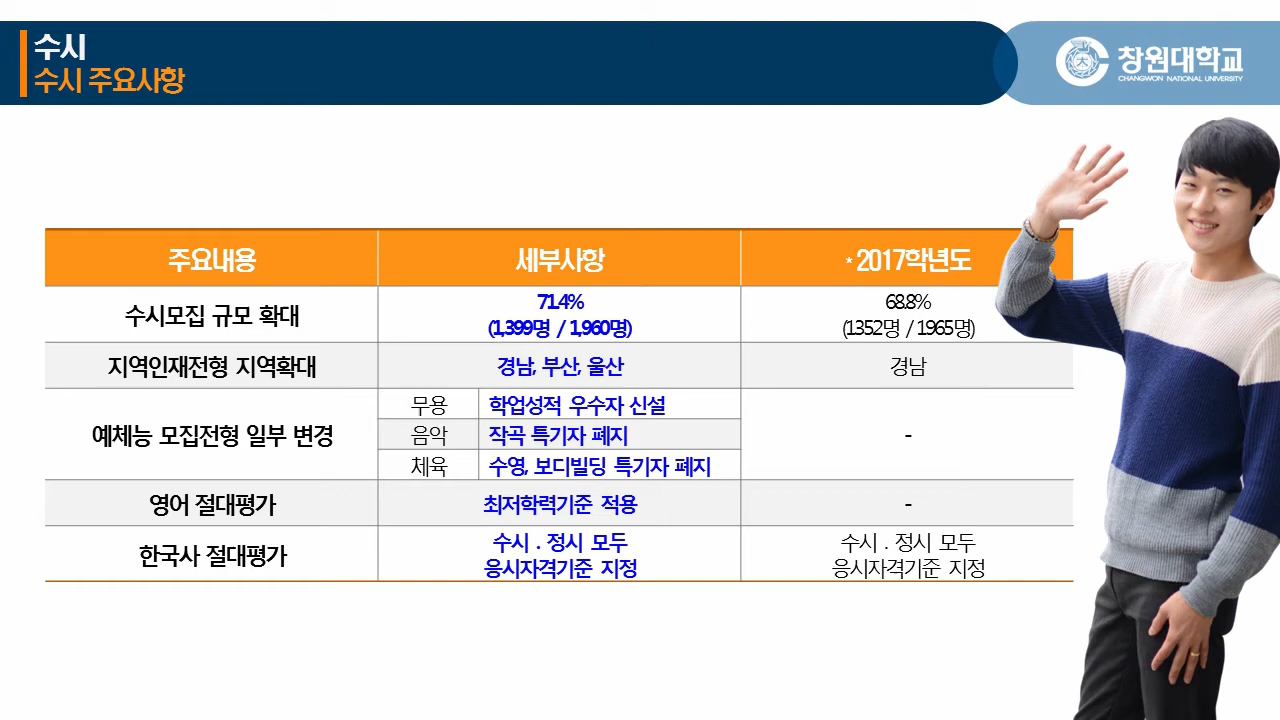 수시
수시 주요사항
창원대학교
CHANGWON NATIONAL UNIVERSITY
주요내용 세부사항 * 2017학년도
수시모집 규모 확대 71.4% (1,399명 / 1,960명) 68.8% (1352명 / 1965명)
지역인재전형 지역확대 경남, 부산, 울산 경남
예체능 모집전형 일부 변경
무용 학업성적 우수자 신설
음악 작곡 특기자 폐지 -
체육 수영, 보디빌딩 특기자 폐지
영어 절대평가 최저학력기준 적용 -
한국사 절대평가
수시 . 정시 모두
응시자격기준 지정
수시 . 정시 모두
응시자격기준 지정